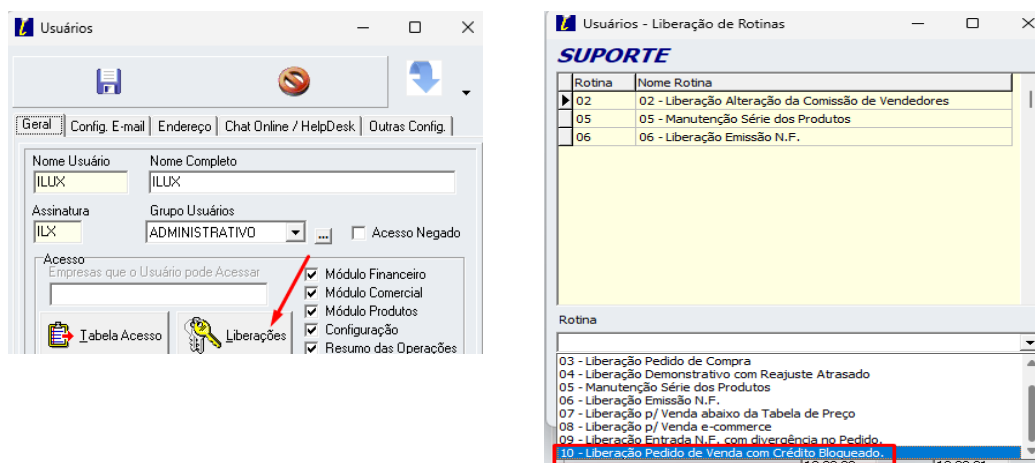 Usuários
Geral Config. E-mail Endereço Chat Online / HelpDesk Outras Config.
Nome Usuário Nome Completo
ILUX ILUX
Assinatura Grupo Usuários
ILX ADMINISTRATIVO ... Acesso Negado
Acesso
Empresas que o Usuário pode Acessar
Módulo Financeiro
Módulo Comercial
Módulo Produtos
Tabela Acesso Liberações Configuração
Resumo das Operações
Usuários - Liberação de Rotinas
SUPORTE
Rotina Nome Rotina
02 02 - Liberação Alteração da Comissão de Vendedores
05 05 - Manutenção Série dos Produtos
06 06 - Liberação Emissão N.F.
Rotina
03 - Liberação Pedido de Compra
04 - Liberação Demonstrativo com Reajuste Atrasado
05 - Manutenção Série dos Produtos
06 - Liberação Emissão N.F.
07 - Liberação p/ Venda abaixo da Tabela de Preço
08 - Liberação p/ Venda e-commerce
09 - Liberação Entrada N.F. com divergência no Pedido.
10 - Liberação Pedido de Venda com Crédito Bloqueado.